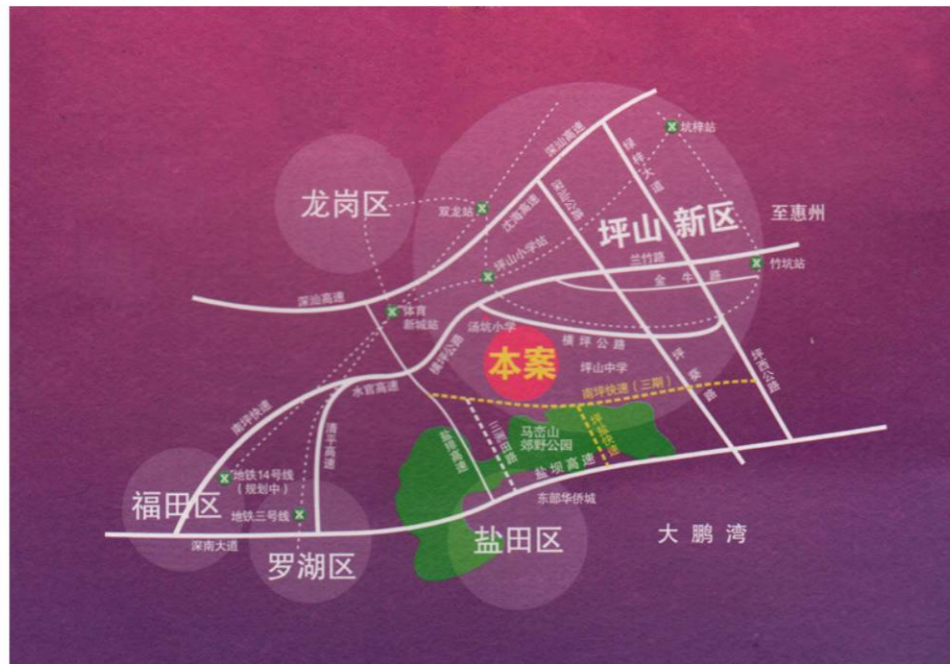 深汕高速
坑梓站
绿梓大道
龙岗区
双龙站
沈海高速
深汕公路
坪山新区
至惠州
坪山小学站
兰竹路
竹坑站
金牛路
深汕高速
体育
新城站
汤坑小学
横坪公路
横坪公路
本案
坪山中学
水官高速
南坪快速（三期）
坪西公路
南坪快速
清平高速
盐坝高速
三洲田路
马峦山
郊野公园
坪盐快速
盐坝高速
地铁14号线
（规划中）
福田区
地铁三号线
东部华侨城
深南大道
罗湖区
盐田区
大鹏湾